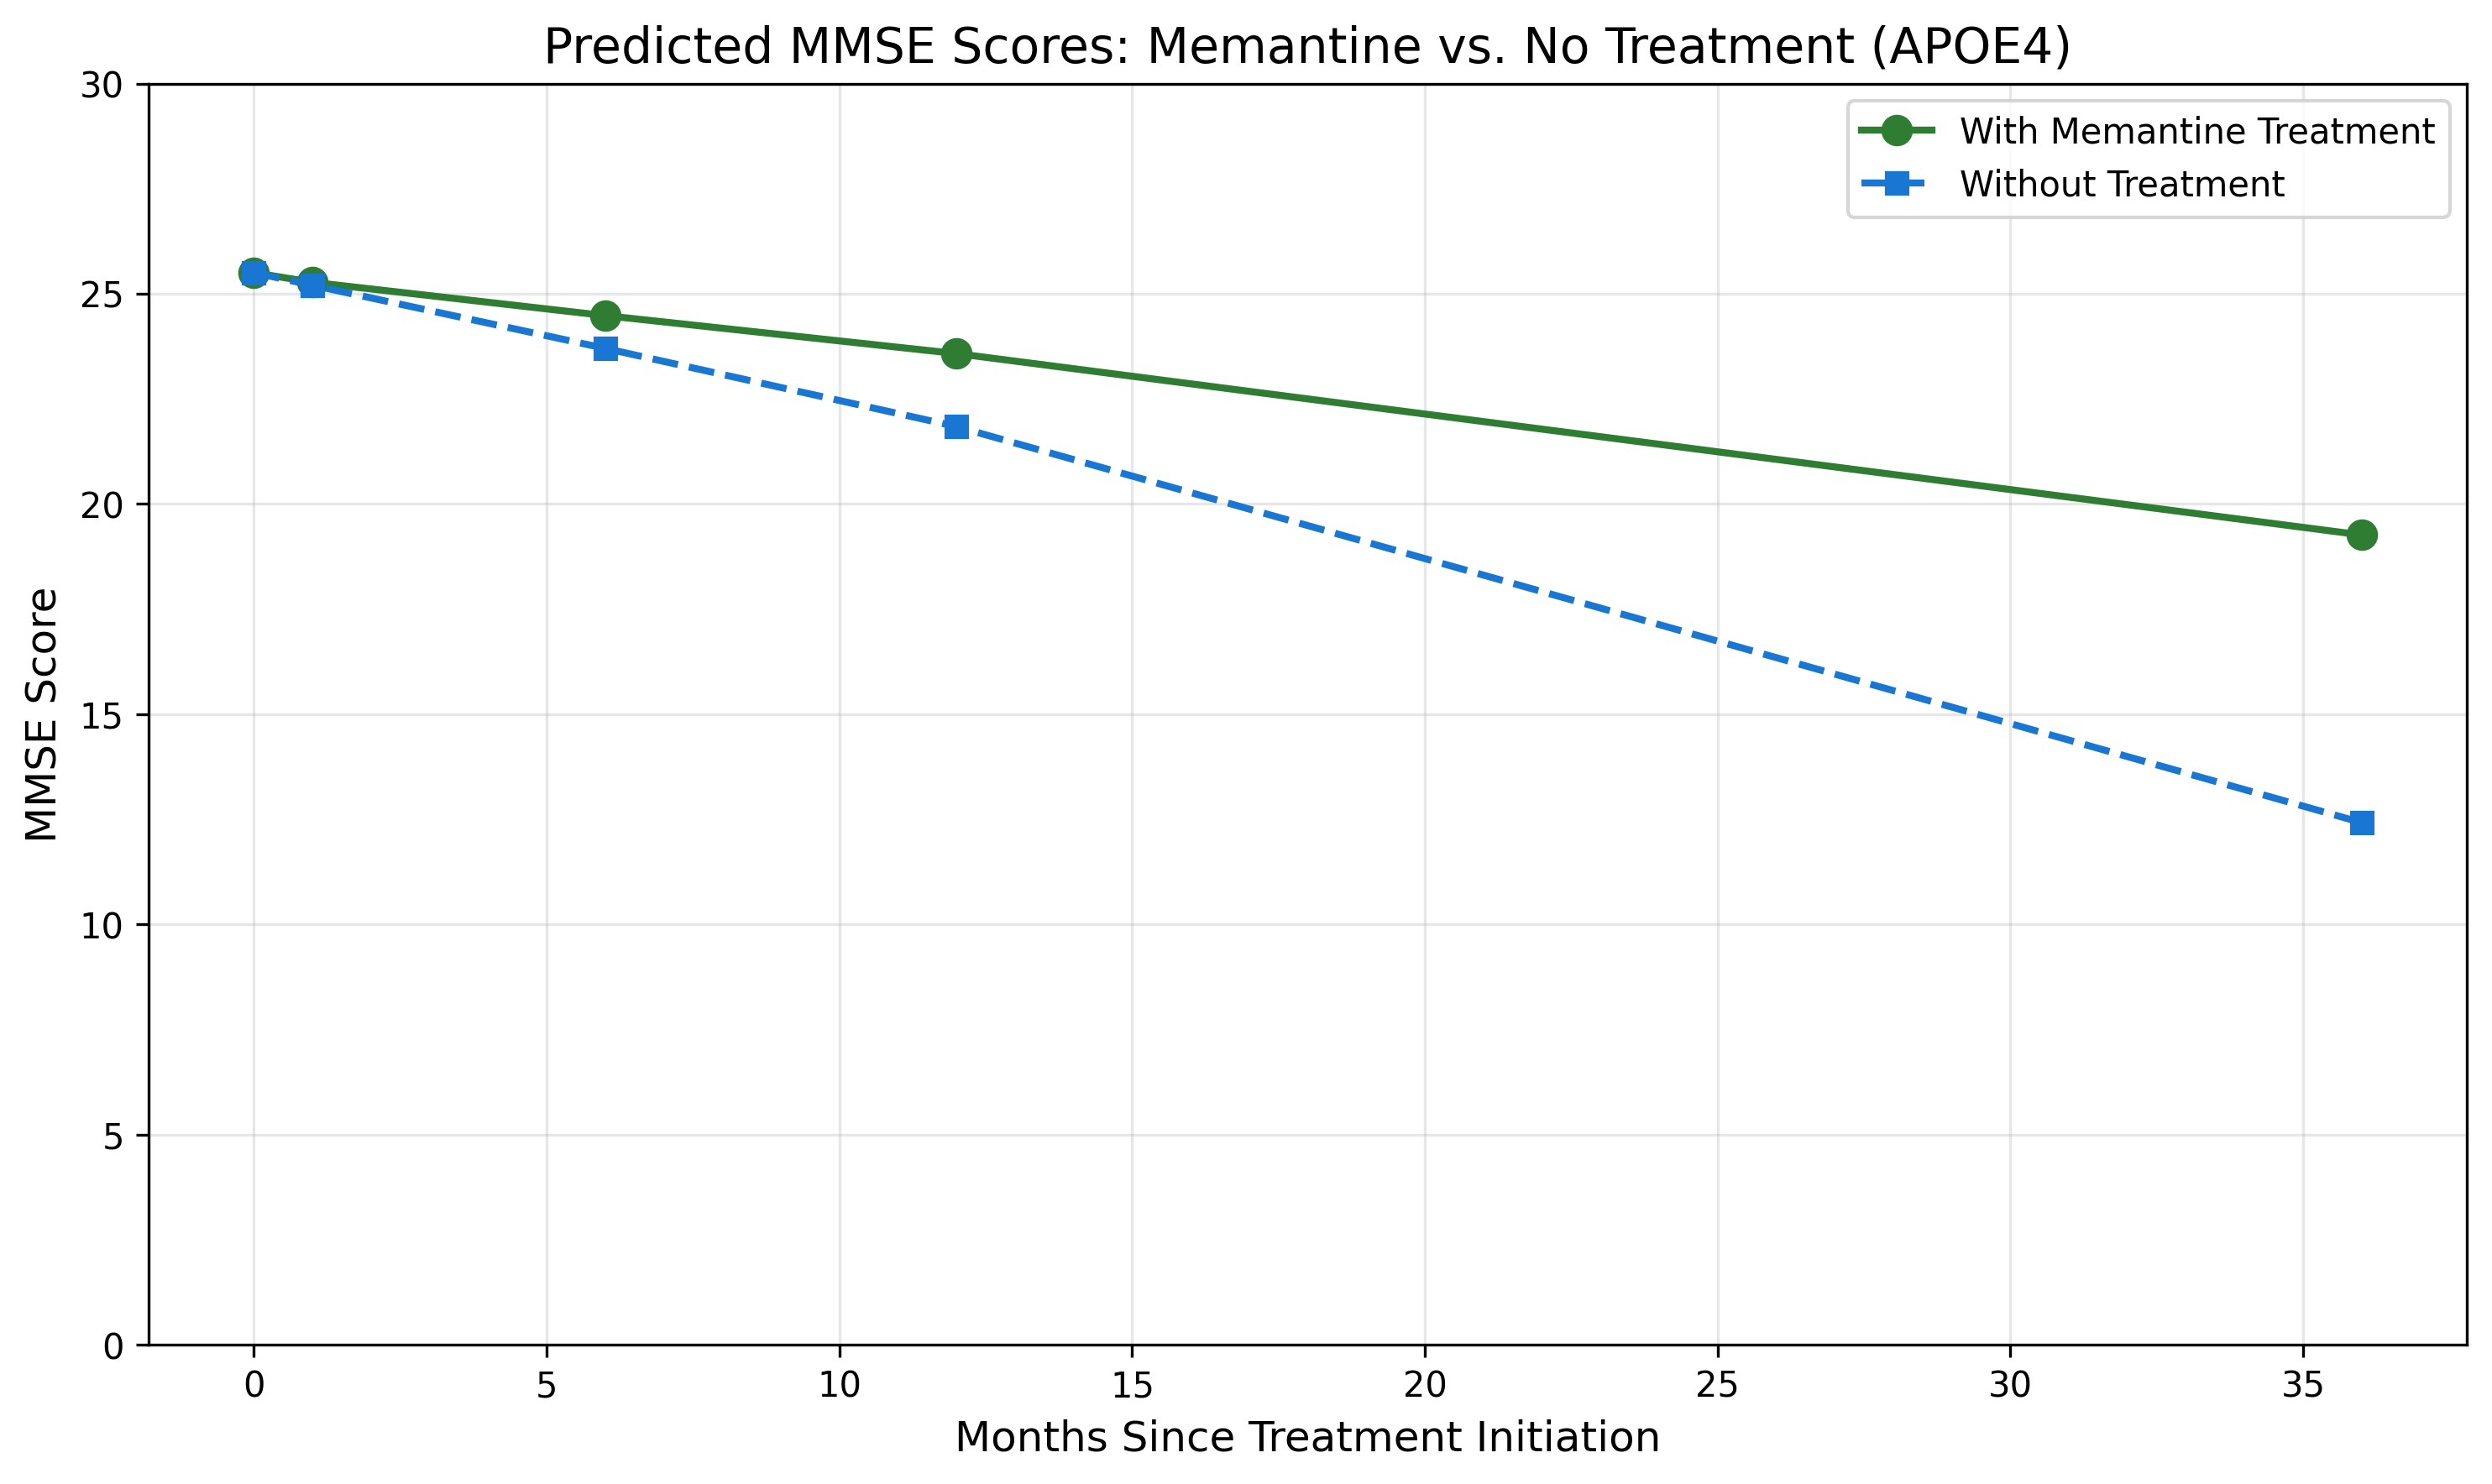 Predicted MMSE Scores: Memantine vs. No Treatment (APOE4)
With Memantine Treatment
Without Treatment
MMSE Score
30
25
20
15
10
5
0
0 5 10 15 20 25 30 35
Months Since Treatment Initiation